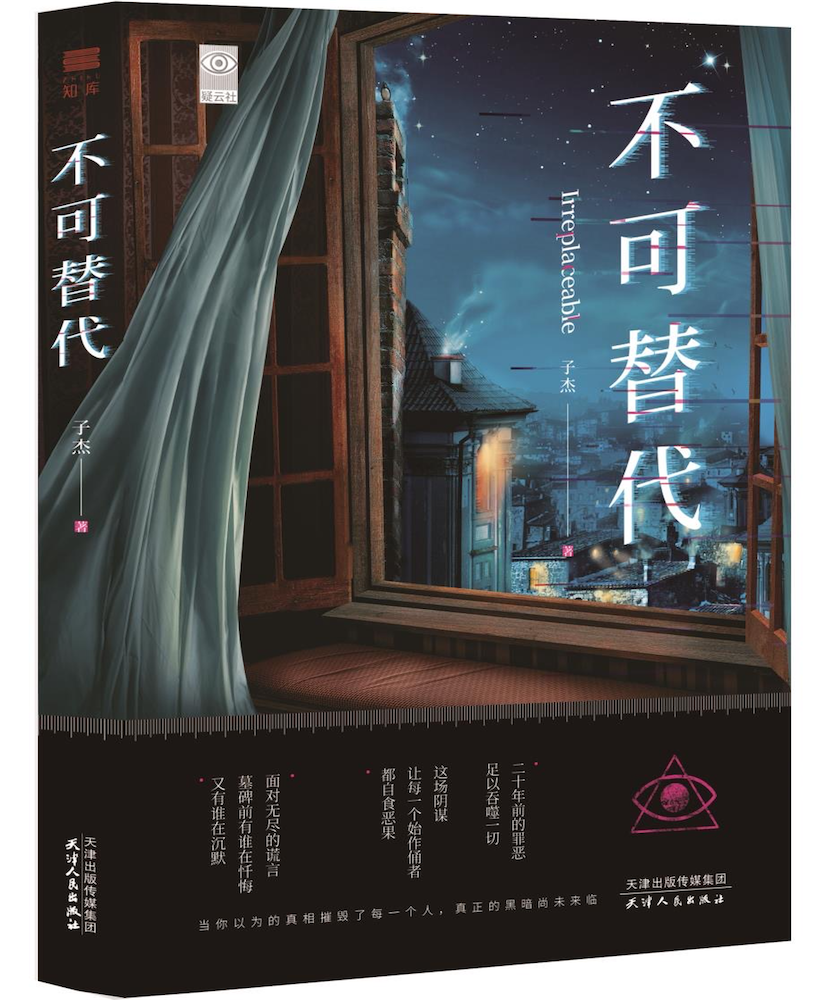 知库
ZHIKU
不可替代
子杰
著
天津出版传媒集团
天津人民出版社
疑云社
不可替代
Irreplaceable
子杰
著
二十年前的罪恶
足以吞噬一切
这场阴谋
让每一个始作俑者
都自食恶果
面对无尽的谎言
墓碑前有谁在忏悔
又有谁在沉默
当你以为的真相摧毁了每一个人，真正的黑暗尚未来临
天津出版传媒集团
天津人民出版社